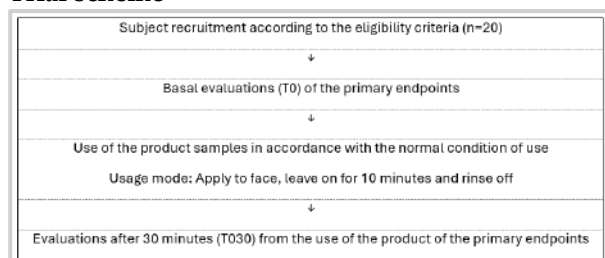 Subject recruitment according to the eligibility criteria (n=20)
↓
Basal evaluations (T0) of the primary endpoints
↓
Use of the product samples in accordance with the normal condition of use
Usage mode: Apply to face, leave on for 10 minutes and rinse off
↓
Evaluations after 30 minutes (T030) from the use of the product of the primary endpoints